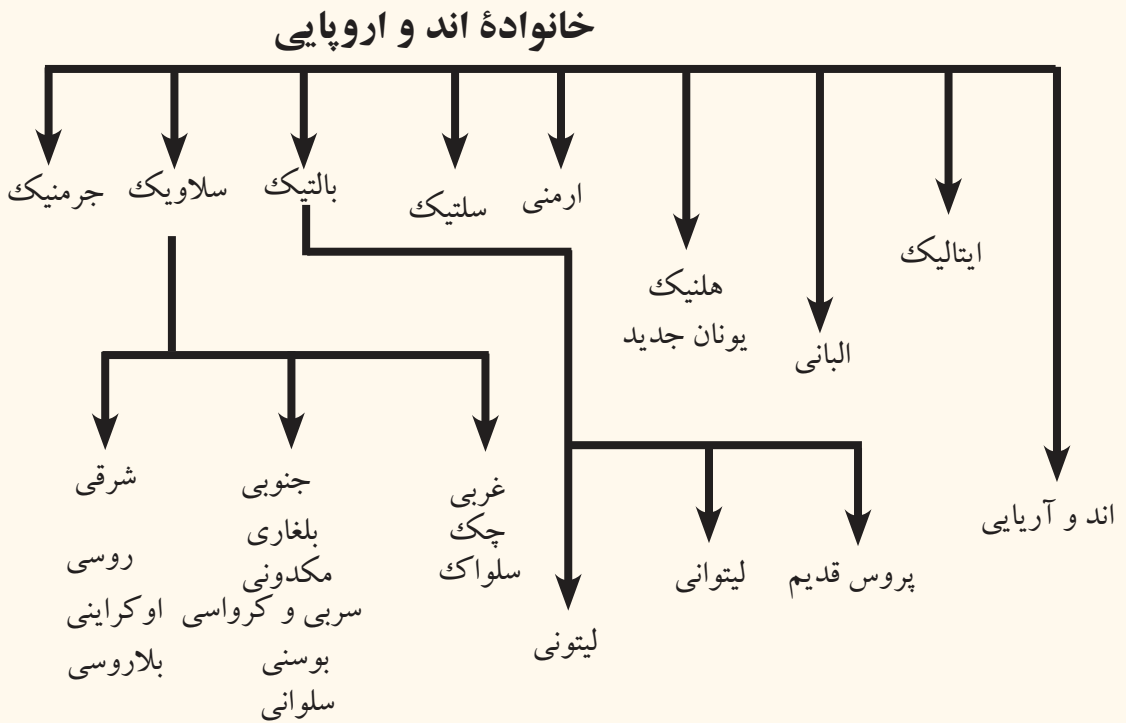 خانوادۀ اند و اروپایی
اند و آریایی
ایتالیک
البانی
هلنیک
یونان جدید
ارمنی
سلتیک
بالتیک
پروس قدیم
لیتوانی
لیتونی
سلاویک
غربی
چک
سلواک
جنوبی
بلغاری
مکدونی
سربی و کرواسی
بوسنی
سلوانی
شرقی
روسی
اوکراینی
بلاروسی
جرمنیک